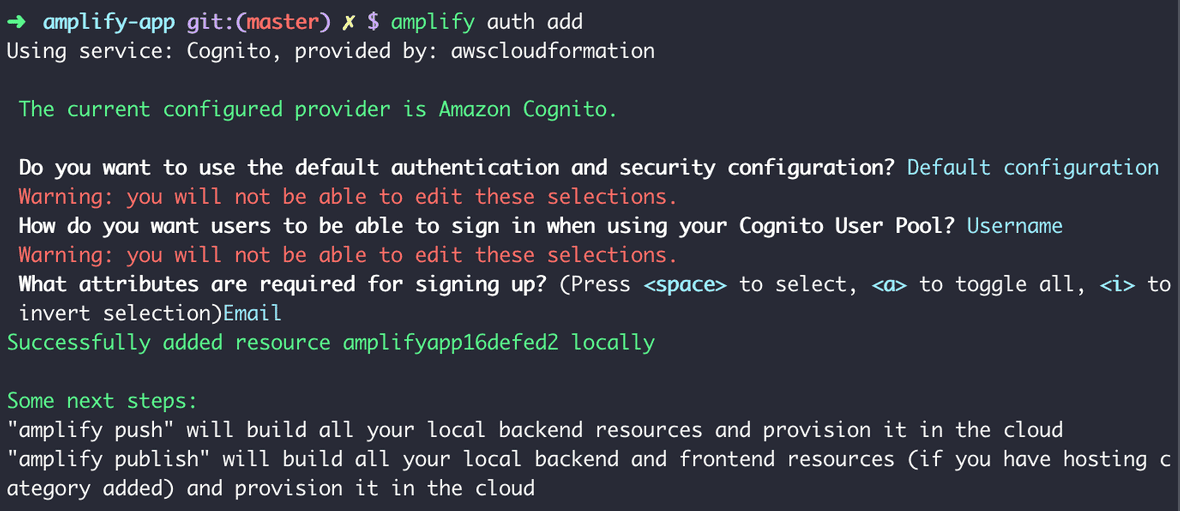 ➜ amplify-app git:(master) ✗ $ amplify auth add
Using service: Cognito, provided by: awscloudformation
The current configured provider is Amazon Cognito.
Do you want to use the default authentication and security configuration? Default configuration
Warning: you will not be able to edit these selections.
How do you want users to be able to sign in when using your Cognito User Pool? Username
Warning: you will not be able to edit these selections.
What attributes are required for signing up? (Press <space> to select, <a> to toggle all, <i> to
invert selection)Email
Successfully added resource amplifyapp16defed2 locally
Some next steps:
"amplify push" will build all your local backend resources and provision it in the cloud
"amplify publish" will build all your local backend and frontend resources (if you have hosting c
ategory added) and provision it in the cloud